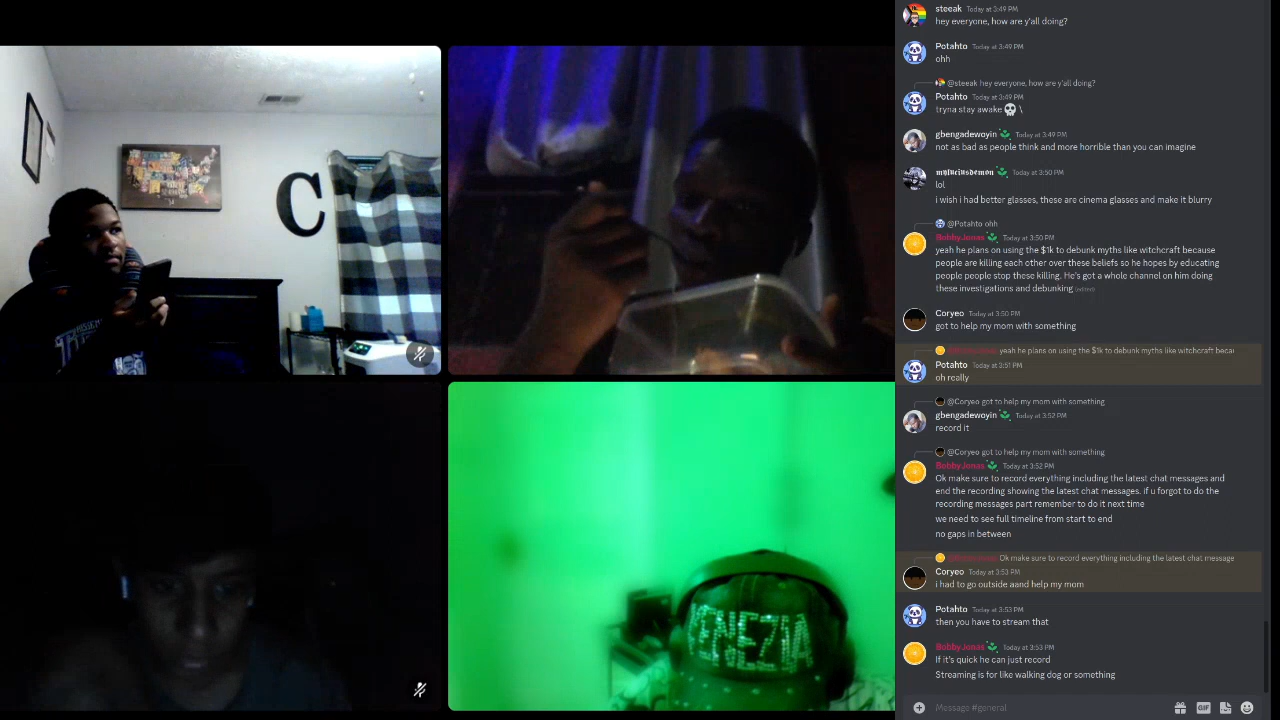 C
VENEZIA
steeak Today at 3:49 PM
hey everyone, how are y'all doing?
Potahto Today at 3:49 PM
ohh
@steeak hey everyone, how are y'all doing?
Potahto Today at 3:49 PM
tryna stay awake 💀 \
gbengadewoyin Today at 3:49 PM
not as bad as people think and more horrible than you can imagine
Today at 3:50 PM
lol
i wish i had better glasses, these are cinema glasses and make it blurry
@Potahto ohh
BobbyJonas Today at 3:50 PM
yeah he plans on using the $1k to debunk myths like witchcraft because
people are killing each other over these beliefs so he hopes by educating
people people stop these killing. He's got a whole channel on him doing
these investigations and debunking (edited)
Coryeo Today at 3:50 PM
got to help my mom with something
yeah he plans on using the $1k to debunk myths like witchcraft becau
Potahto Today at 3:51 PM
oh really
@Coryeo got to help my mom with something
gbengadewoyin Today at 3:52 PM
record it
@Coryeo got to help my mom with something
BobbyJonas Today at 3:52 PM
Ok make sure to record everything including the latest chat messages and
end the recording showing the latest chat messages. if u forgot to do the
recording messages part remember to do it next time
we need to see full timeline from start to end
no gaps in between
Ok make sure to record everything including the latest chat message
Coryeo Today at 3:53 PM
i had to go outside aand help my mom
Potahto Today at 3:53 PM
then you have to stream that
BobbyJonas Today at 3:53 PM
If it's quick he can just record
Streaming is for like walking dog or something
Message #general
GIF